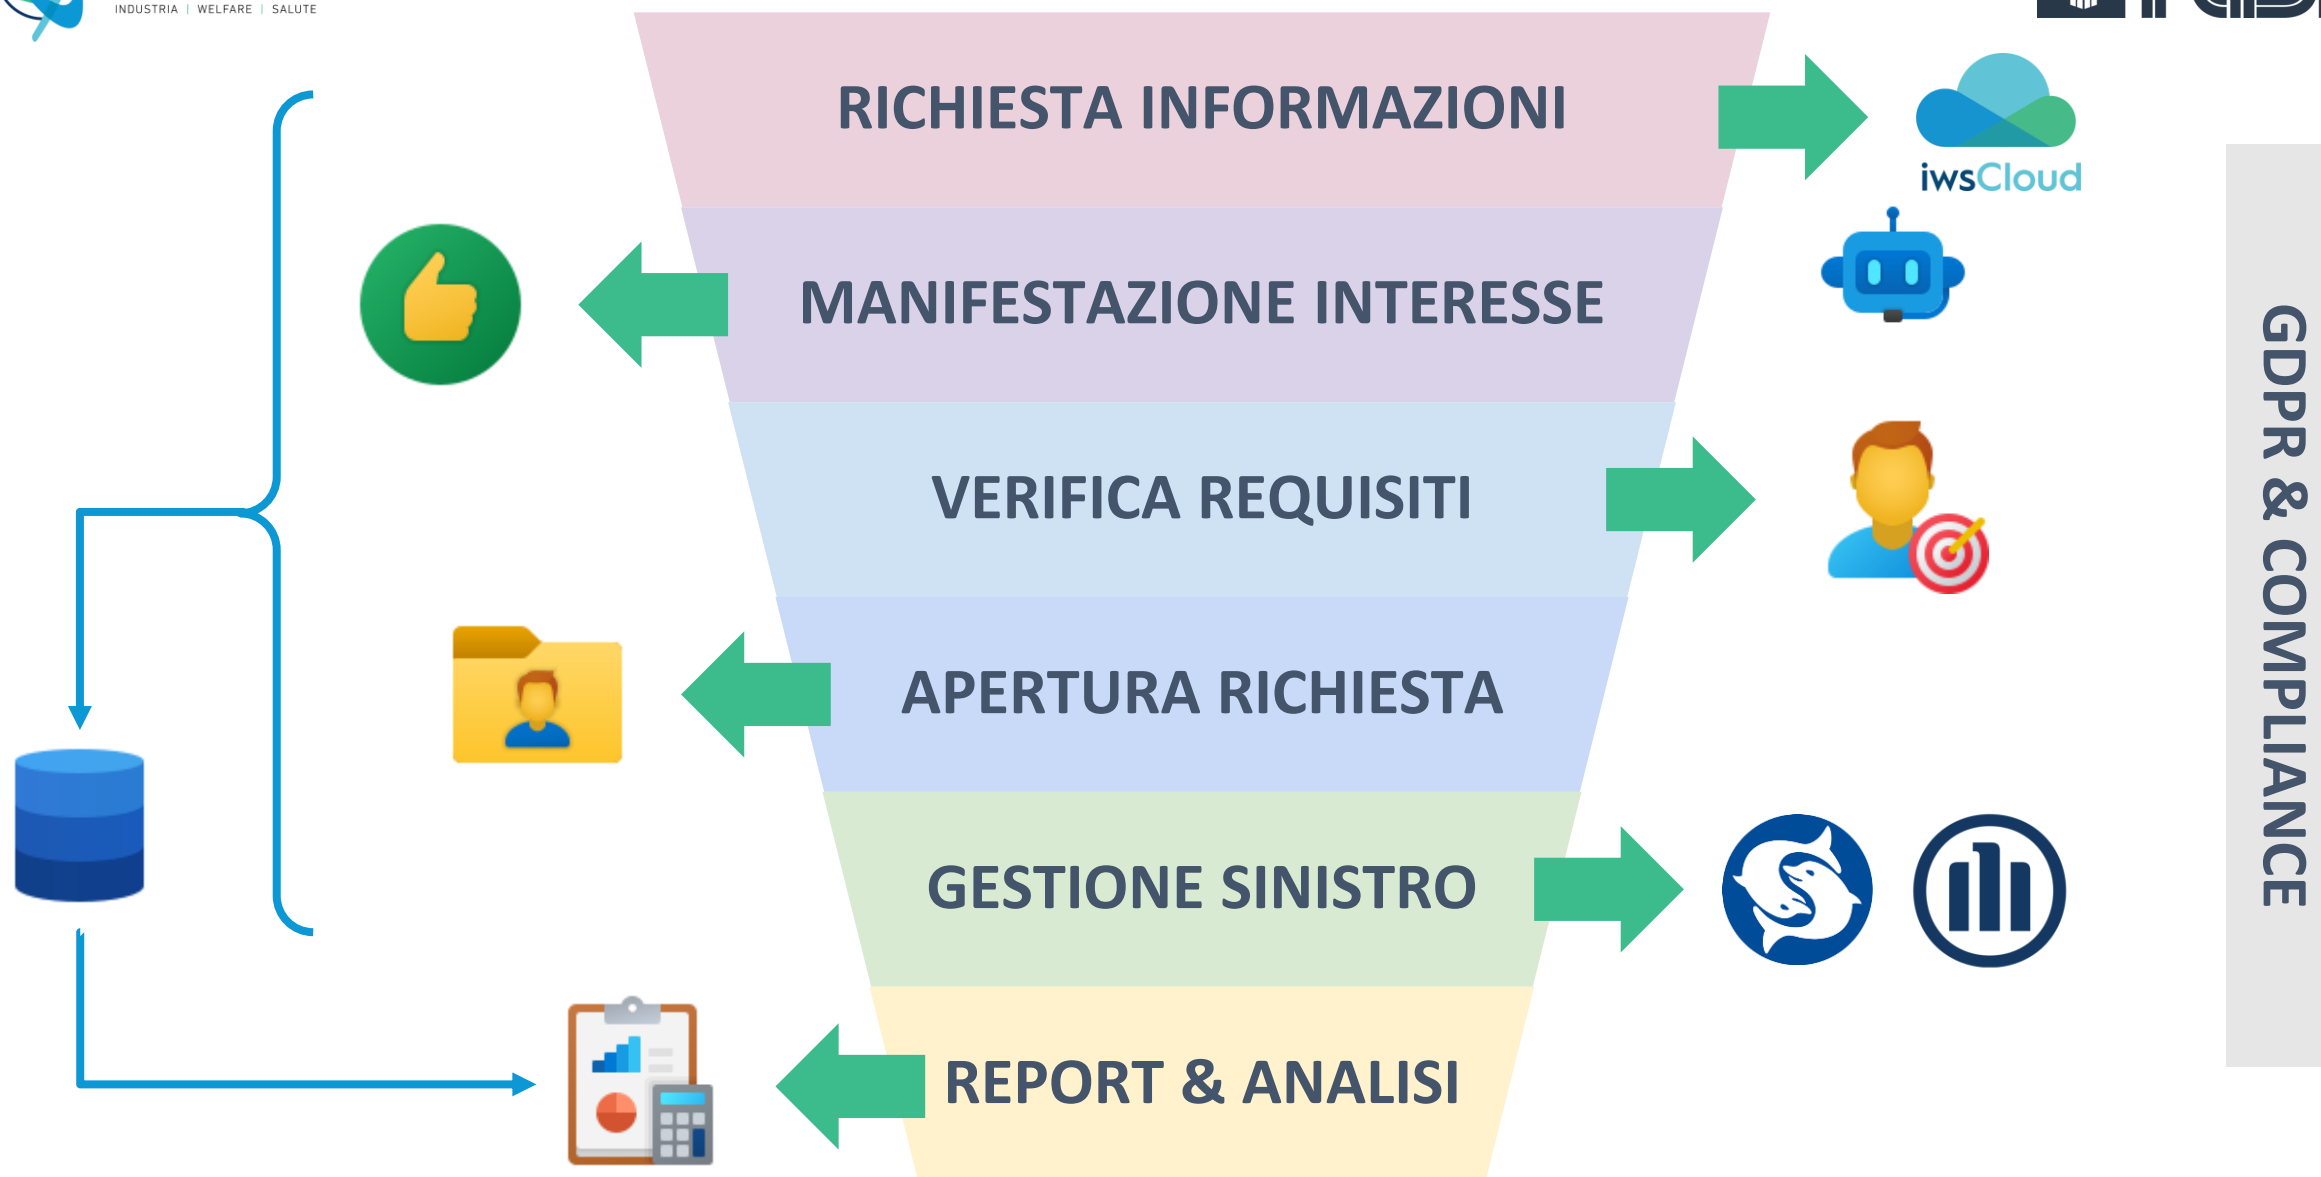 INDUSTRIA | WELFARE | SALUTE
RICHIESTA INFORMAZIONI
iwsCloud
MANIFESTAZIONE INTERESSE
VERIFICA REQUISITI
APERTURA RICHIESTA
GESTIONE SINISTRO
REPORT & ANALISI
GDPR & COMPLIANCE